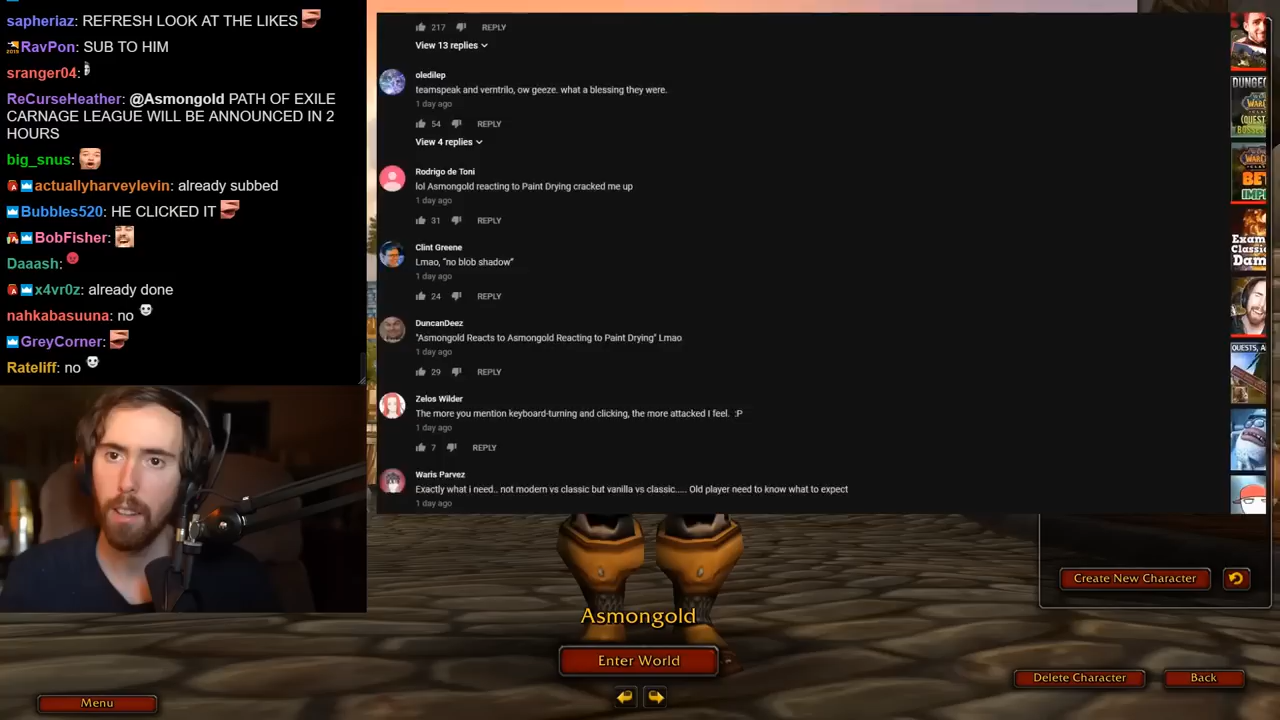 sapheriaz: REFRESH LOOK AT THE LIKES
RavPon: SUB TO HIM
sranger04:
ReCurseHeather: @Asmongold PATH OF EXILE
CARNAGE LEAGUE WILL BE ANNOUNCED IN 2
HOURS
big_snus:
actuallyharveylevin: already subbed
Bubbles520: HE CLICKED IT
BobFisher:
Daaash:
x4vr0z: already done
nahkabasuuna: no
GreyCorner:
Rateliff: no
217 REPLY
View 13 replies
oledilep
teamspeak and verntrilo, ow geeze. what a blessing they were.
1 day ago
54 REPLY
View 4 replies
Rodrigo de Toni
lol Asmongold reacting to Paint Drying cracked me up
1 day ago
31 REPLY
Clint Greene
Lmao, "no blob shadow"
1 day ago
24 REPLY
DuncanDeez
"Asmongold Reacts to Asmongold Reacting to Paint Drying" Lmao
1 day ago
29 REPLY
Zelos Wilder
The more you mention keyboard-turning and clicking, the more attacked I feel. :P
1 day ago
7 REPLY
Waris Parvez
Exactly what i need.. not modern vs classic but vanilla vs classic..... Old player need to know what to expect
1 day ago
Create New Character
Asmongold
Enter World
Delete Character
Back
Menu